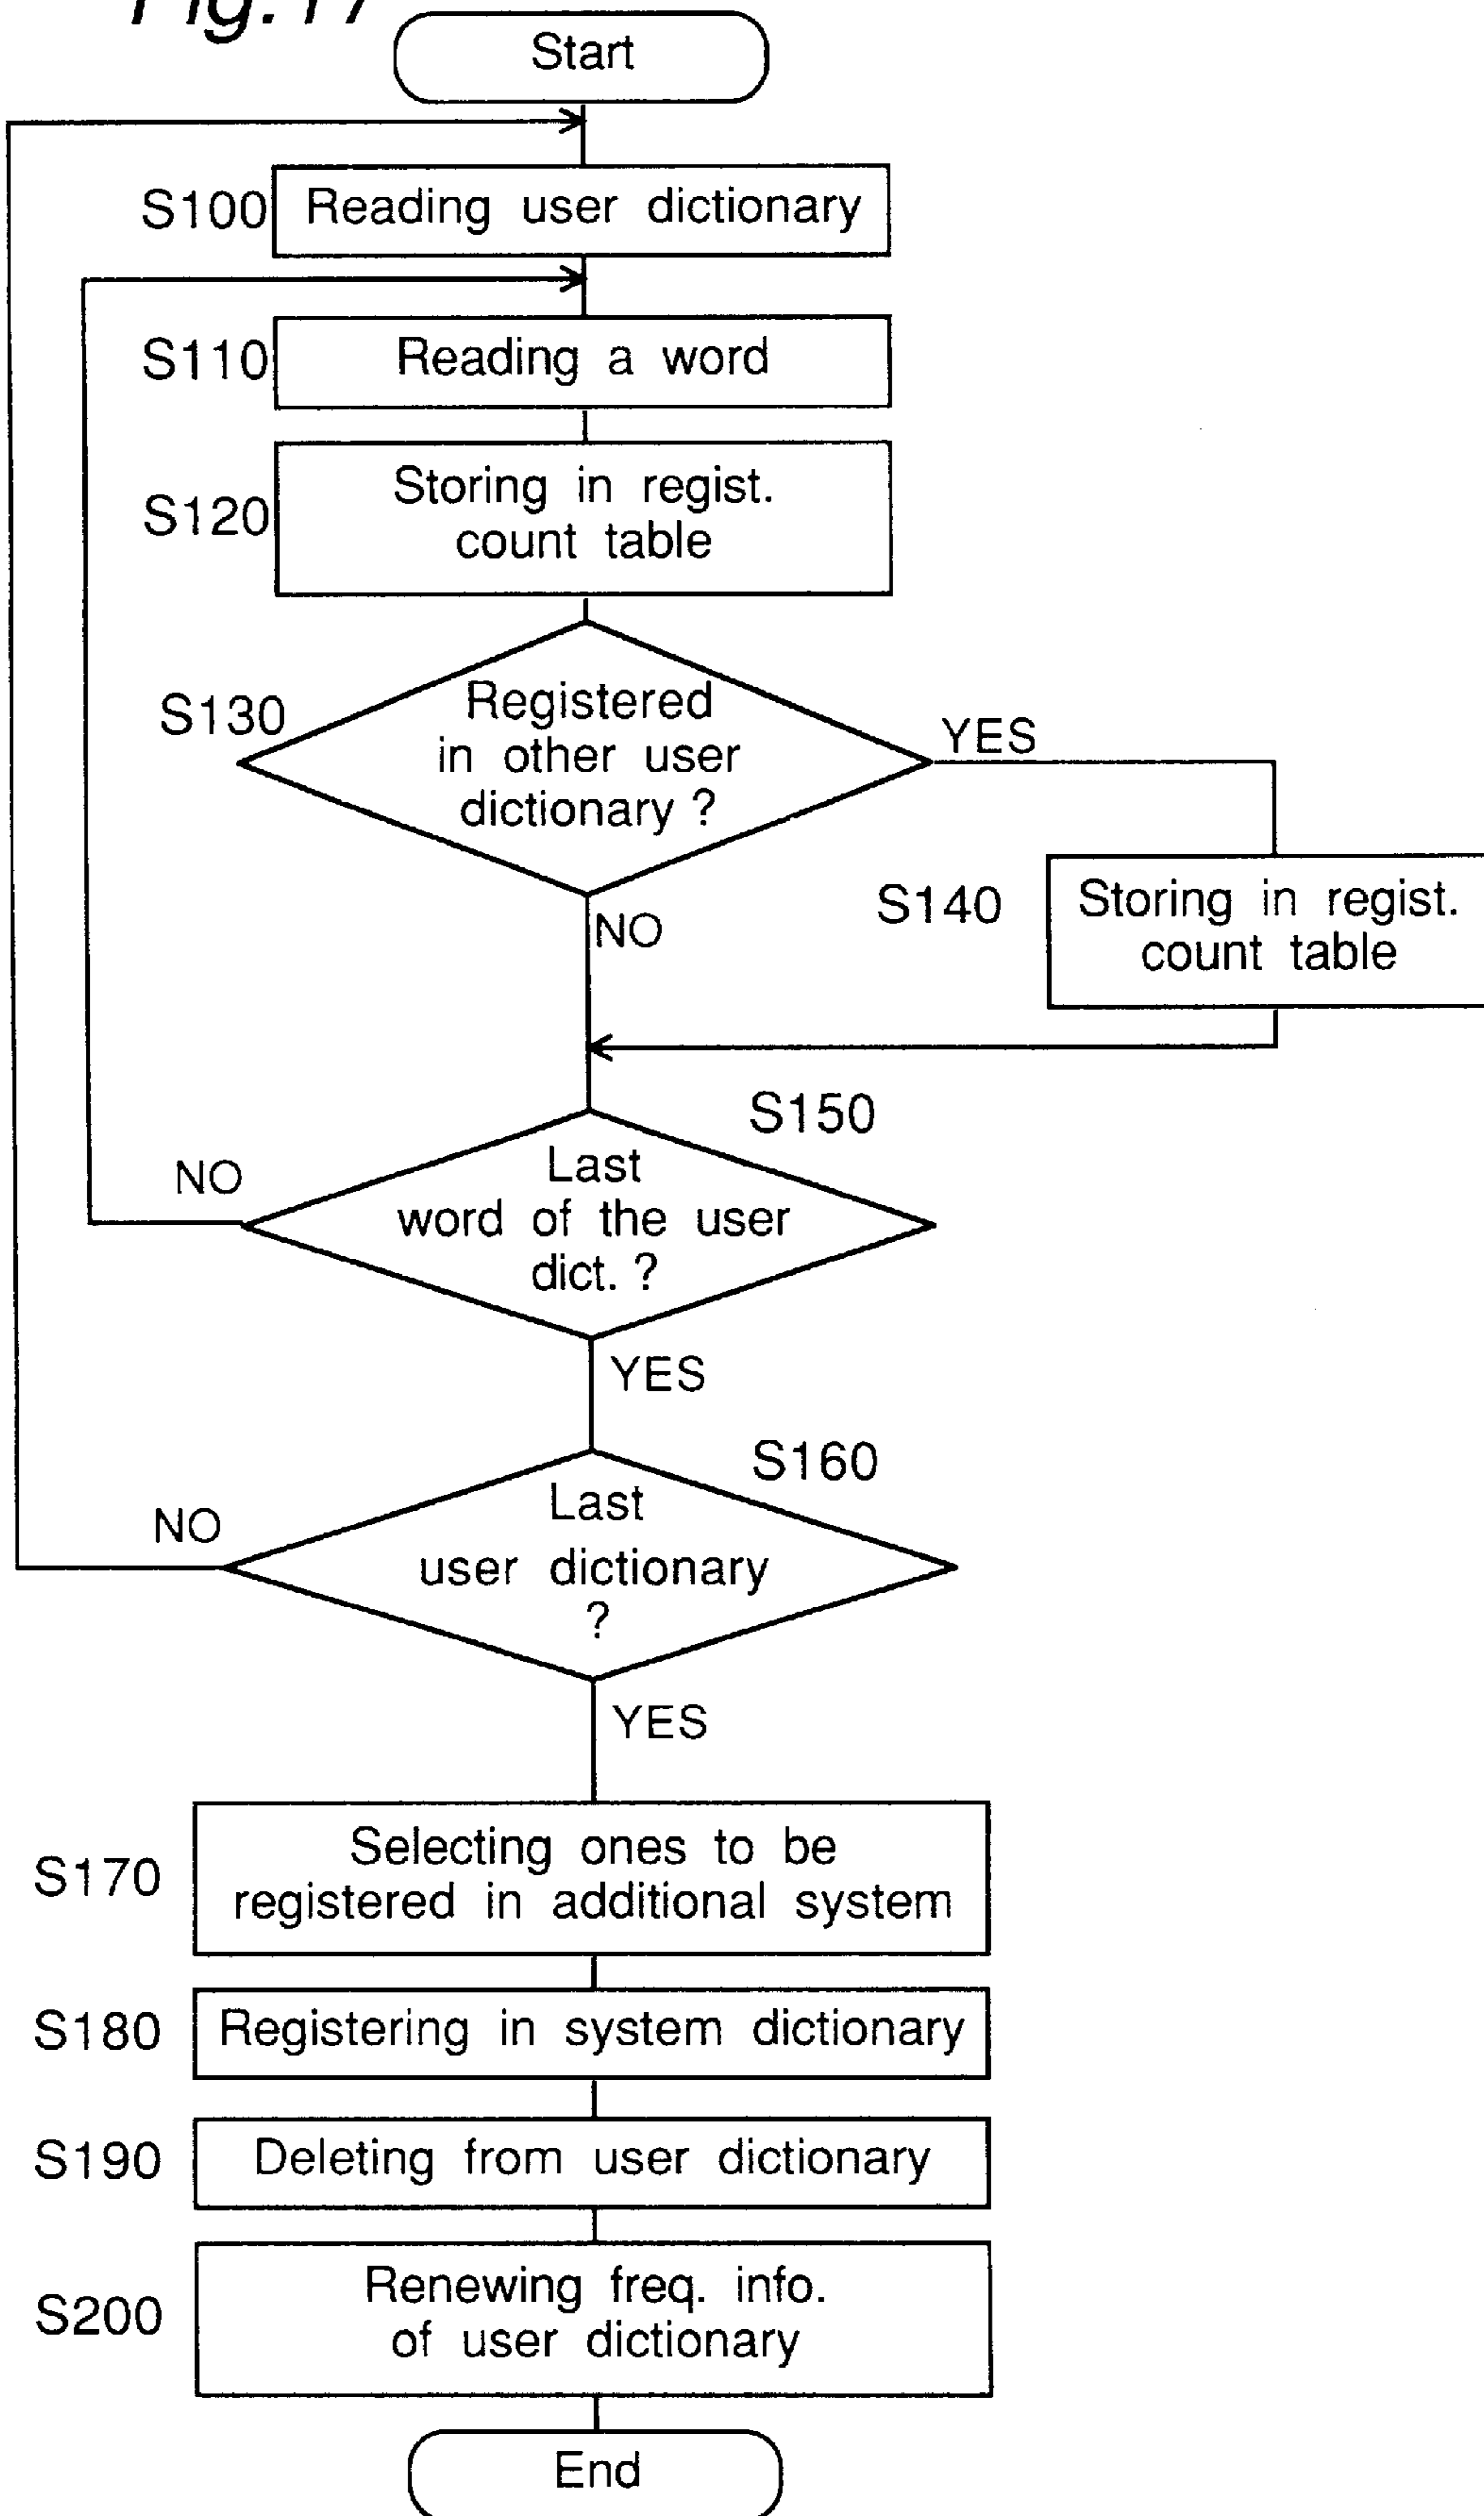 Fig.17
Start
S100
Reading user dictionary
S110
Reading a word
S120
Storing in regist.
count table
S130
Registered
in other user
dictionary ?
YES
S140
Storing in regist.
count table
NO
S150
Last
word of the user
dict. ?
NO
YES
S160
Last
user dictionary
?
NO
YES
S170
Selecting ones to be
registered in additional system
S180
Registering in system dictionary
S190
Deleting from user dictionary
S200
Renewing freq. info.
of user dictionary
End